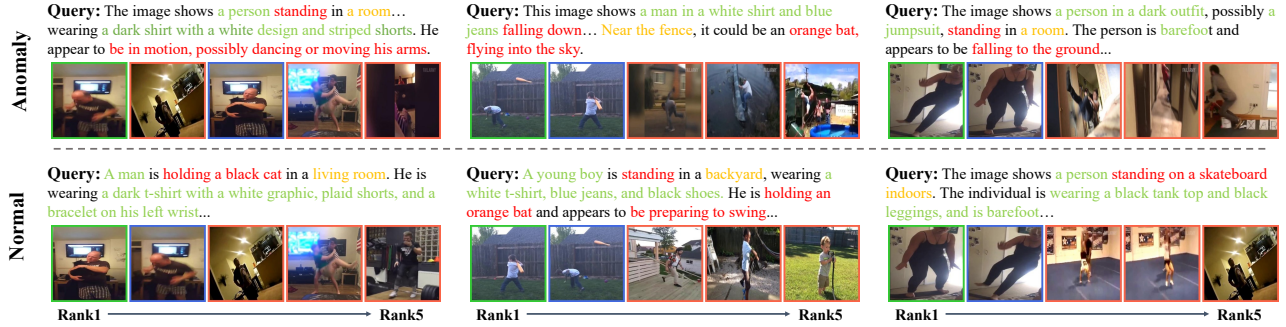 Anomaly
Query: The image shows a person standing in a room…
wearing a dark shirt with a white design and striped shorts. He
appear to be in motion, possibly dancing or moving his arms.
Query: This image shows a man in a white shirt and blue
jeans falling down… Near the fence, it could be an orange bat,
flying into the sky.
Query: The image shows a person in a dark outfit, possibly a
jumpsuit, standing in a room. The person is barefoot and
appears to be falling to the ground...
Normal
Query: A man is holding a black cat in a living room. He is
wearing a dark t-shirt with a white graphic, plaid shorts, and a
bracelet on his left wrist...
Query: A young boy is standing in a backyard, wearing a
white t-shirt, blue jeans, and black shoes. He is holding an
orange bat and appears to be preparing to swing...
Query: The image shows a person standing on a skateboard
indoors. The individual is wearing a black tank top and black
leggings, and is barefoot…
Rank1 Rank5
Rank1 Rank5
Rank1 Rank5